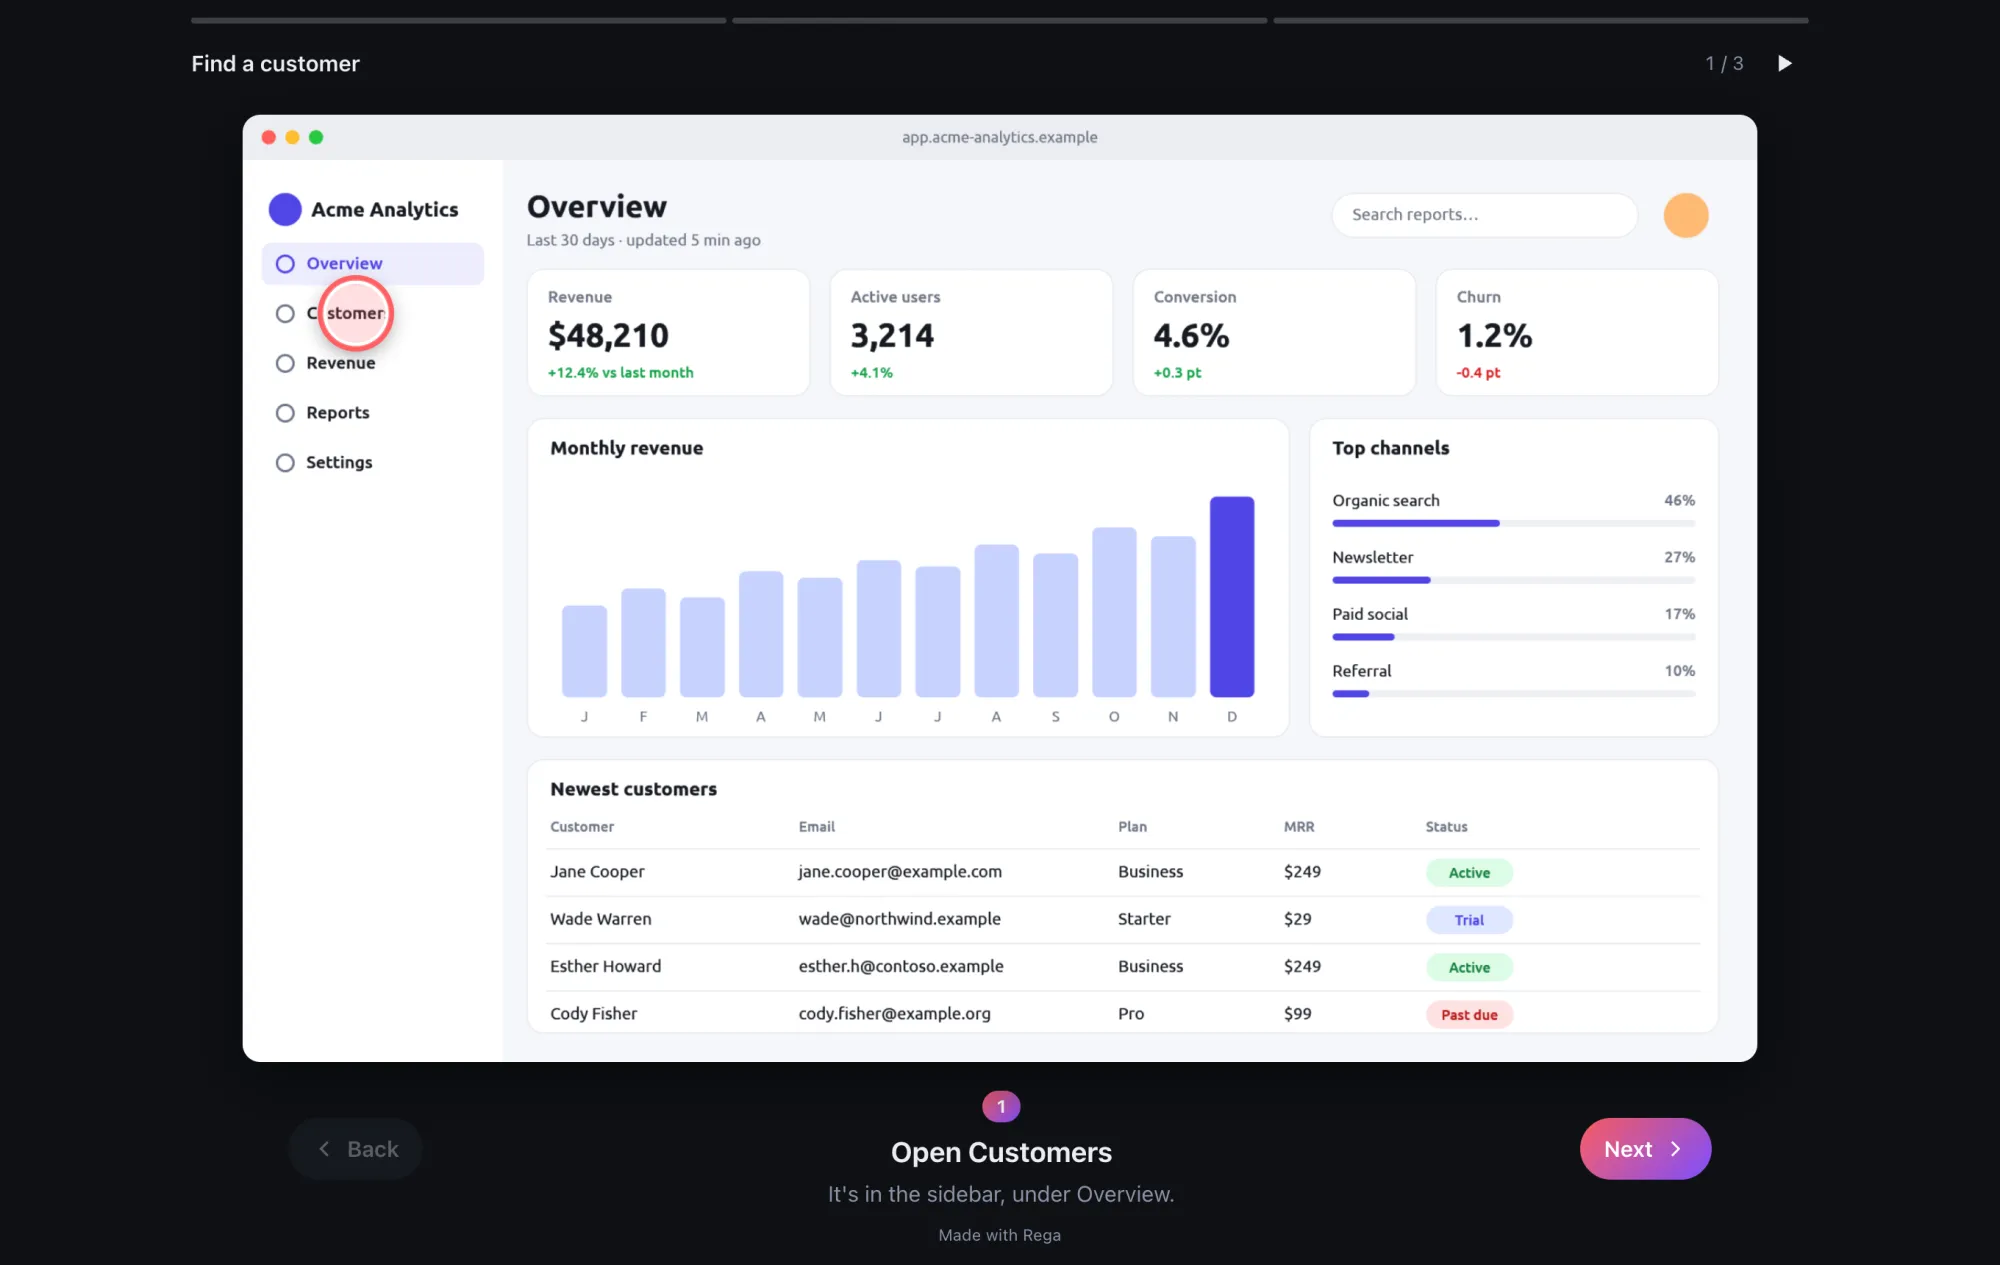 Find a customer
1 / 3
app.acme-analytics.example
Acme Analytics
Overview
Customers
Revenue
Reports
Settings
Overview
Last 30 days · updated 5 min ago
Search reports...
Revenue
$48,210
+12.4% vs last month
Active users
3,214
+4.1%
Conversion
4.6%
+0.3 pt
Churn
1.2%
-0.4 pt
Monthly revenue
J F M A M J J A S O N D
Top channels
Organic search 46%
Newsletter 27%
Paid social 17%
Referral 10%
Newest customers
Customer Email Plan MRR Status
Jane Cooper jane.cooper@example.com Business $249 Active
Wade Warren wade@northwind.example Starter $29 Trial
Esther Howard esther.h@contoso.example Business $249 Active
Cody Fisher cody.fisher@example.org Pro $99 Past due
Back
1
Open Customers
It's in the sidebar, under Overview.
Next
Made with Rega